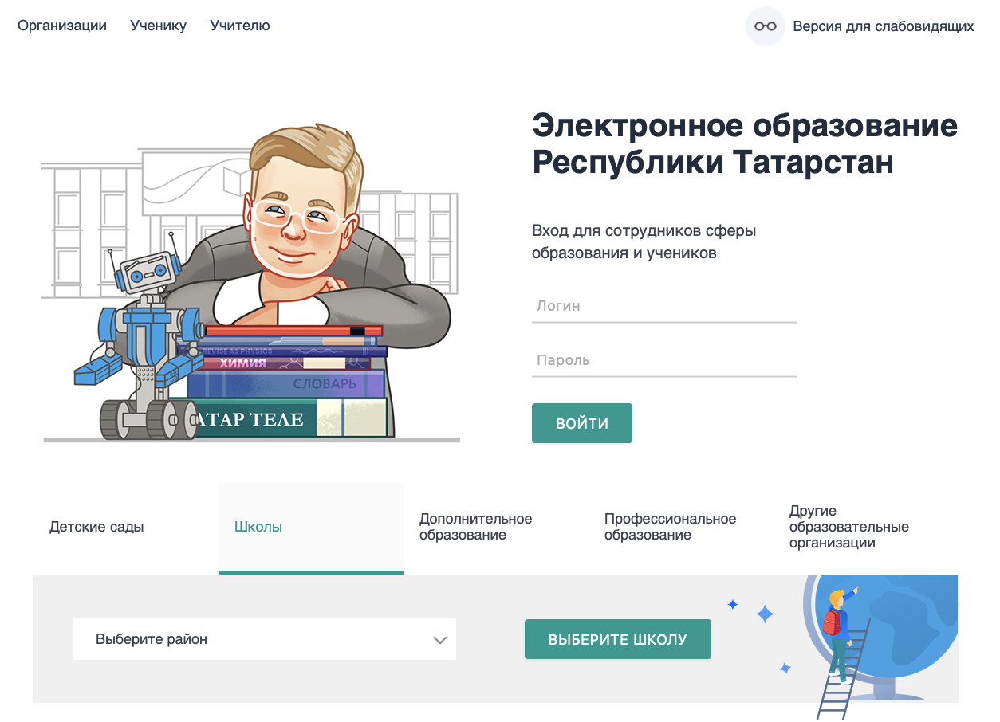 Организации Ученику Учителю Версия для слабовидящих
Электронное образование
Республики Татарстан
Вход для сотрудников сферы
образования и учеников
Логин
Пароль
ВОЙТИ
REVISE A2 PHYSICS
ХИМИЯ
СЛОВАРЬ
АТАР ТЕЛЕ
Детские сады
Школы
Дополнительное
образование
Профессиональное
образование
Другие
образовательные
организации
Выберите район
ВЫБЕРИТЕ ШКОЛУ